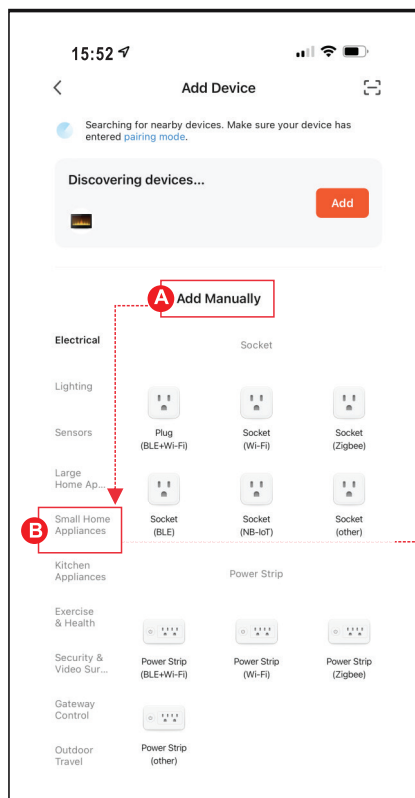 15:52
Add Device
Searching for nearby devices. Make sure your device has
entered pairing mode.
Discovering devices...
Add
A
Add Manually
Electrical
Socket
Lighting
Sensors
Plug
(BLE+Wi-Fi)
Socket
(Wi-Fi)
Socket
(Zigbee)
Large
Home Ap...
B
Small Home
Appliances
Socket
(BLE)
Socket
(NB-IoT)
Socket
(other)
Kitchen
Appliances
Power Strip
Exercise
& Health
Security &
Video Sur...
Power Strip
(BLE+Wi-Fi)
Power Strip
(Wi-Fi)
Power Strip
(Zigbee)
Gateway
Control
Outdoor
Travel
Power Strip
(other)